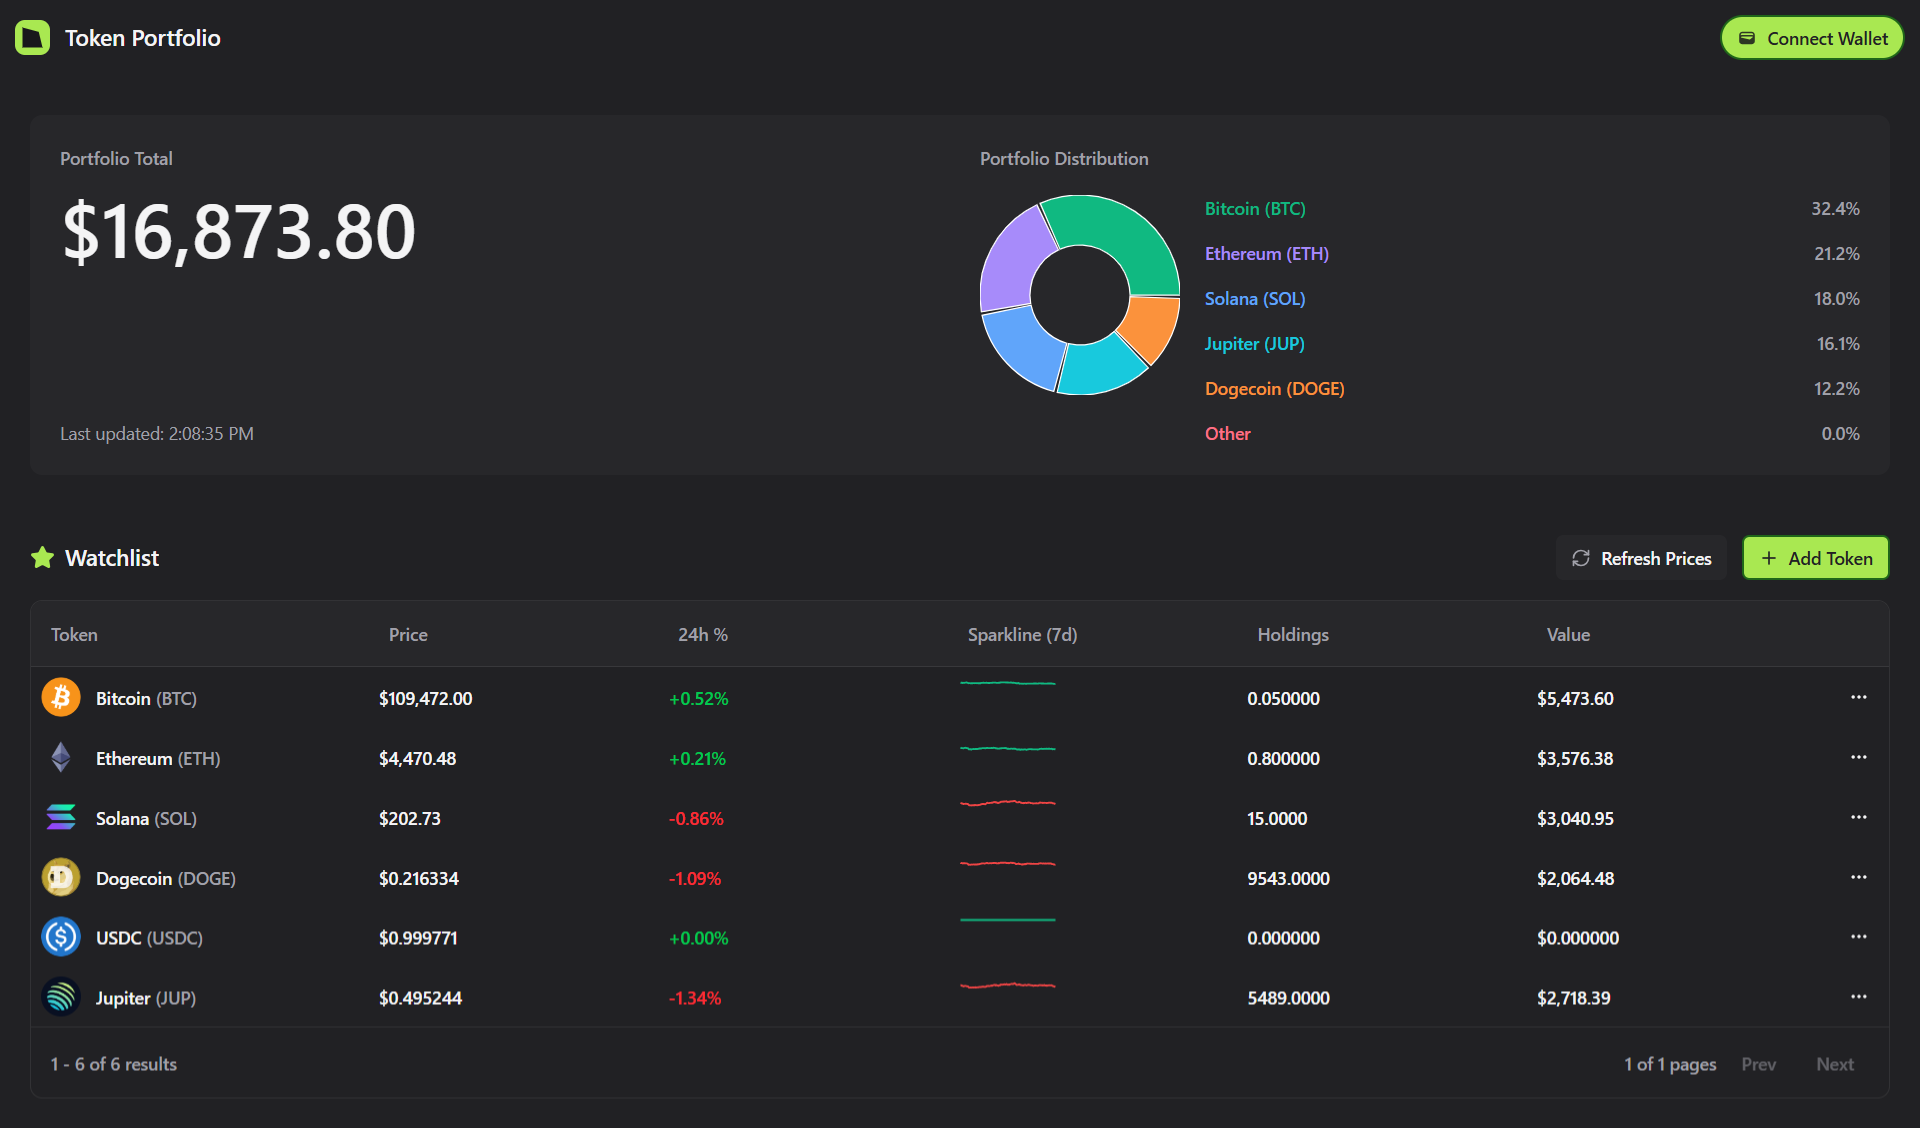 Token Portfolio
Connect Wallet
Portfolio Total
$16,873.80
Last updated: 2:08:35 PM
Portfolio Distribution
Bitcoin (BTC) 32.4%
Ethereum (ETH) 21.2%
Solana (SOL) 18.0%
Jupiter (JUP) 16.1%
Dogecoin (DOGE) 12.2%
Other 0.0%
Watchlist
Refresh Prices
+ Add Token
Token Price 24h % Sparkline (7d) Holdings Value
Bitcoin (BTC) $109,472.00 +0.52% 0.050000 $5,473.60 ...
Ethereum (ETH) $4,470.48 +0.21% 0.800000 $3,576.38 ...
Solana (SOL) $202.73 -0.86% 15.0000 $3,040.95 ...
Dogecoin (DOGE) $0.216334 -1.09% 9543.0000 $2,064.48 ...
USDC (USDC) $0.999771 +0.00% 0.000000 $0.000000 ...
Jupiter (JUP) $0.495244 -1.34% 5489.0000 $2,718.39 ...
1 - 6 of 6 results
1 of 1 pages Prev Next